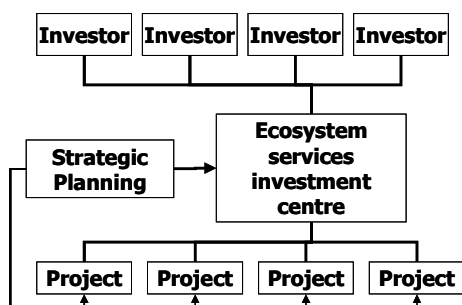 Investor Investor Investor Investor
Ecosystem
services
investment
centre
Strategic
Planning
Project Project Project Project